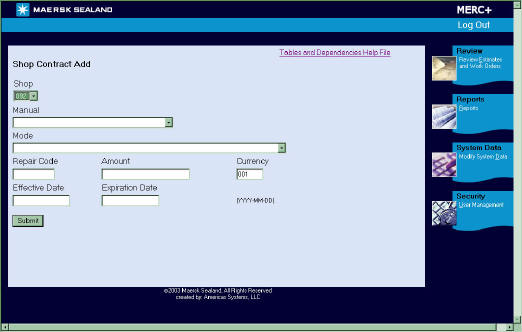 MAERSK SEALAND
MERC+
Log Out
Tables and Dependencies Help File
Shop Contract Add
Shop
092
Manual
Mode
Repair Code Amount Currency
001
Effective Date Expiration Date
(YYYY-MM-DD)
Submit
Review
Review Estimates
and Work Orders
Reports
Reports
System Data
Modify System Data
Security
User Management
©2003 Maersk Sealand, All Rights Reserved
created by: Americas Systems, LLC